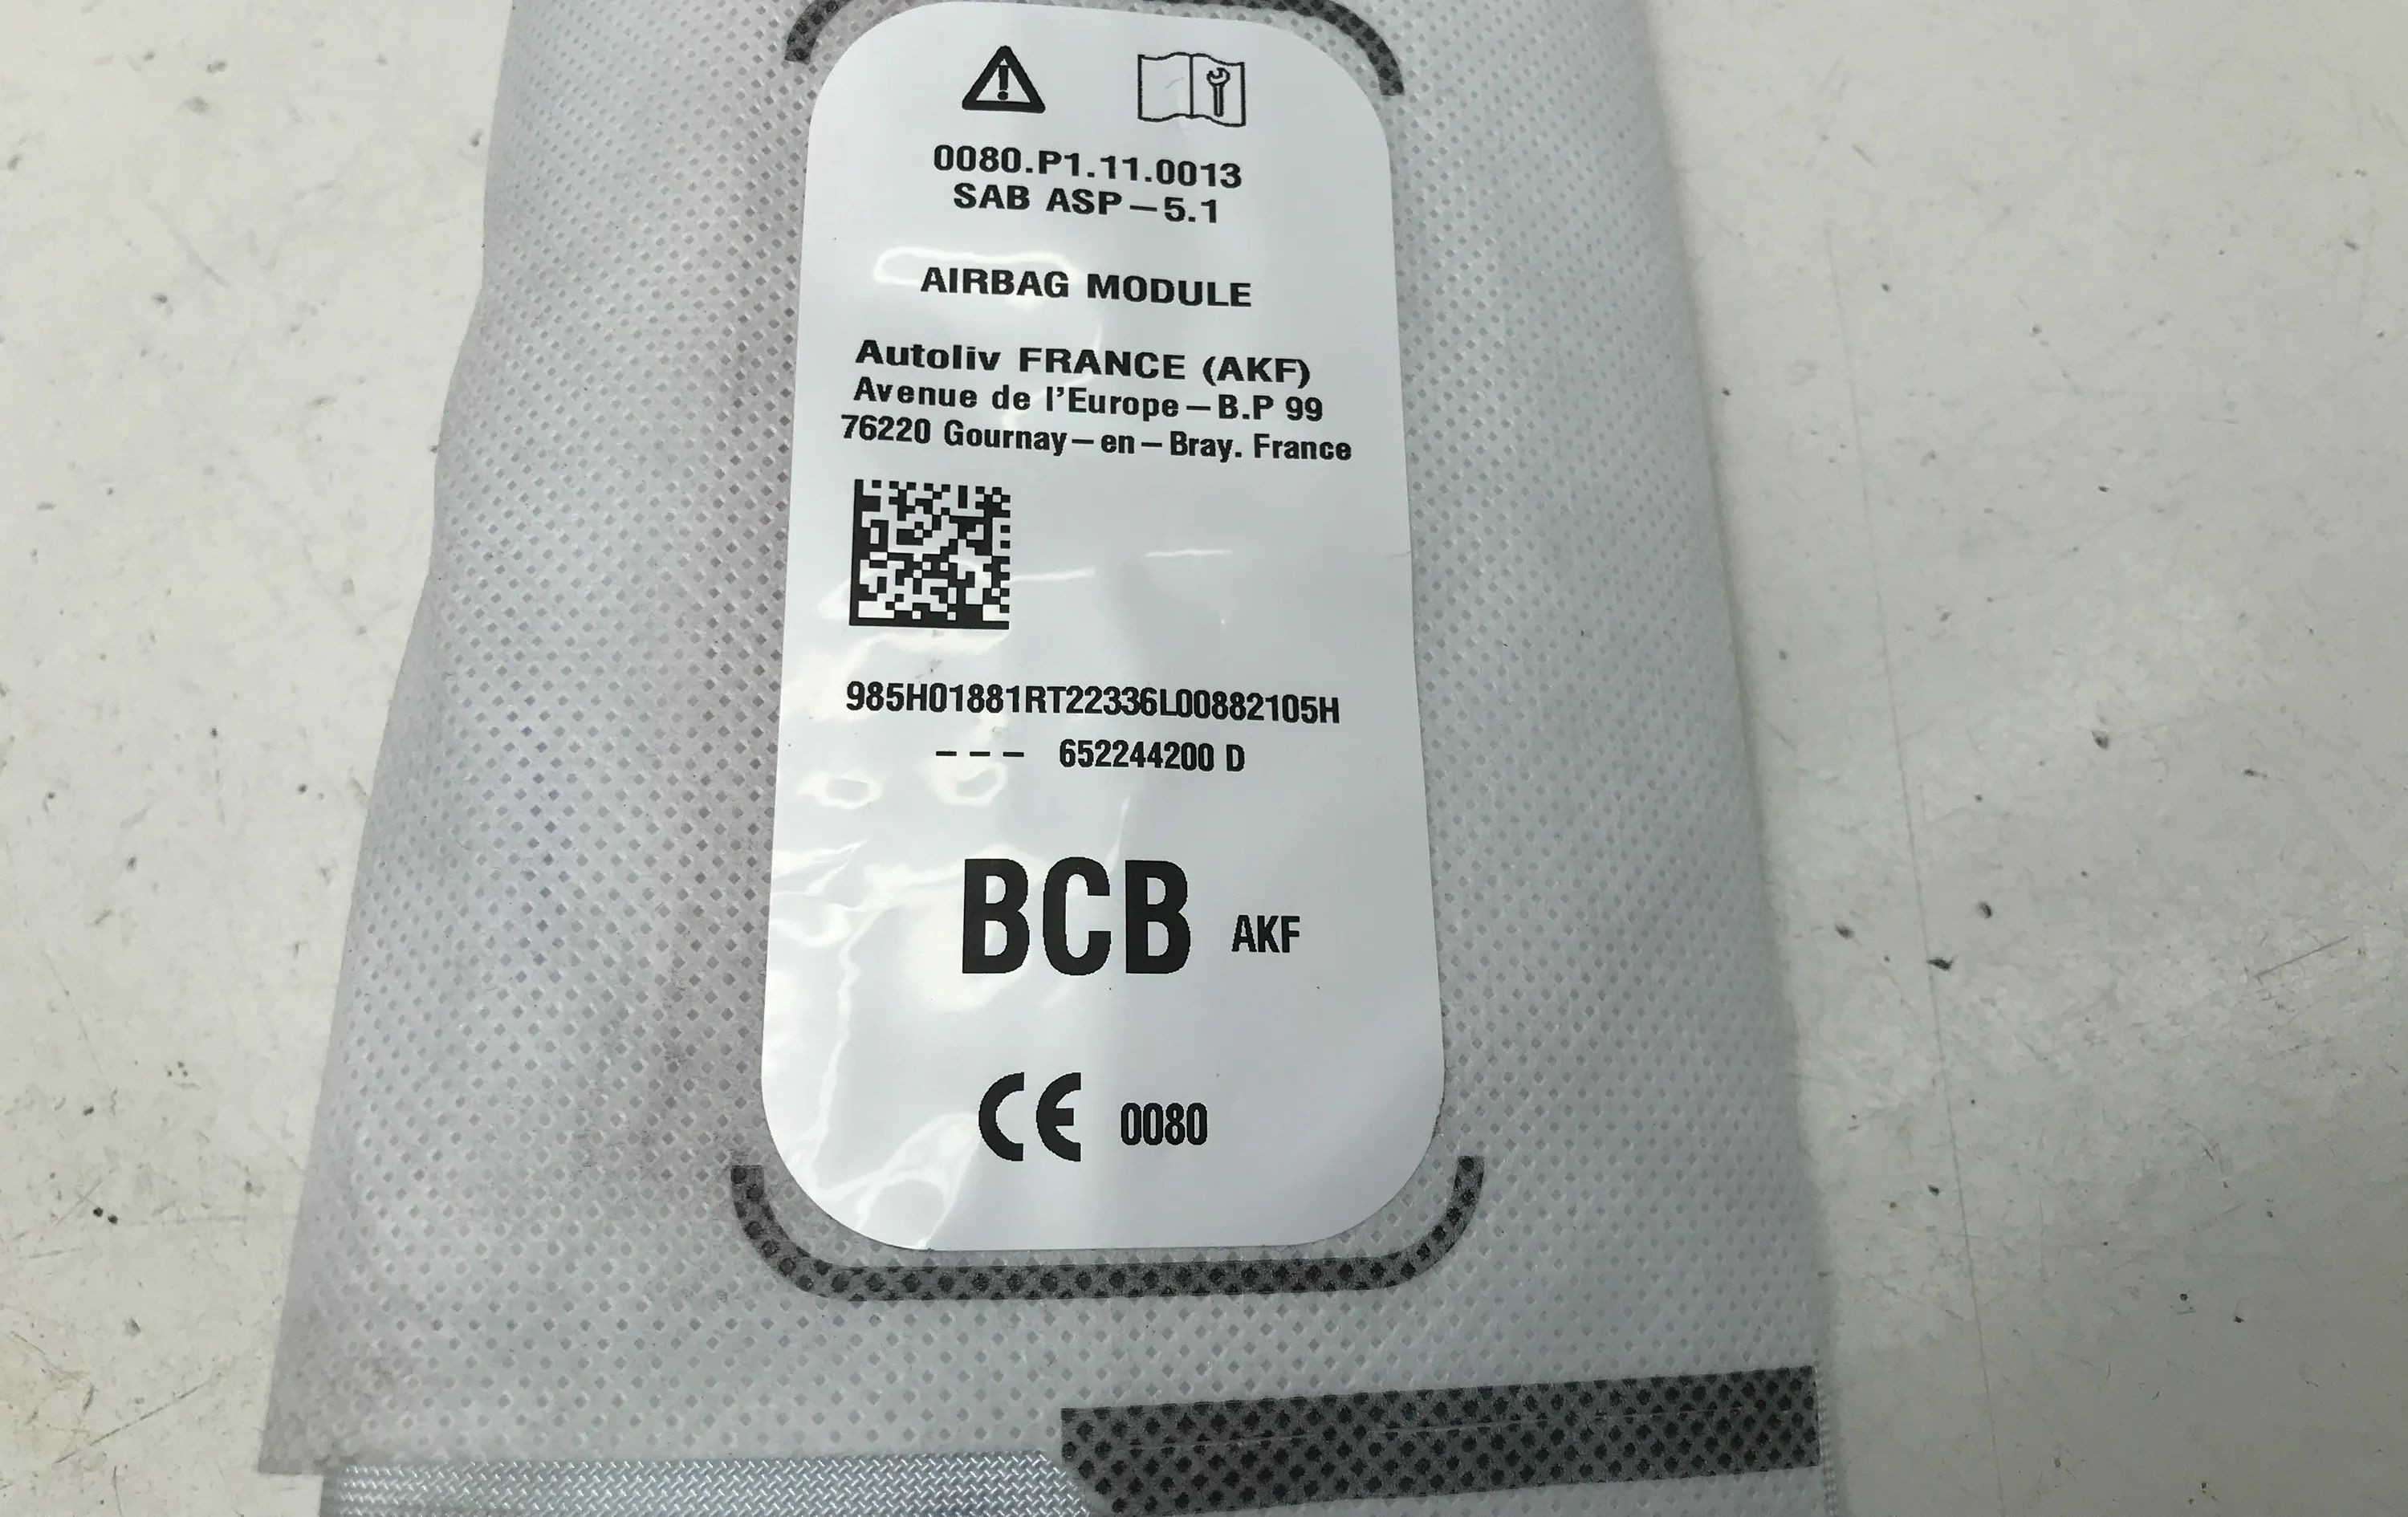 0080.P1.11.0013
SAB ASP-5.1
AIRBAG MODULE
Autoliv FRANCE (AKF)
Avenue de l'Europe-B.P 99
76220 Gournay-en-Bray. France
985H01881RT22336L00882105H
--- 652244200 D
BCB AKF
CE 0080